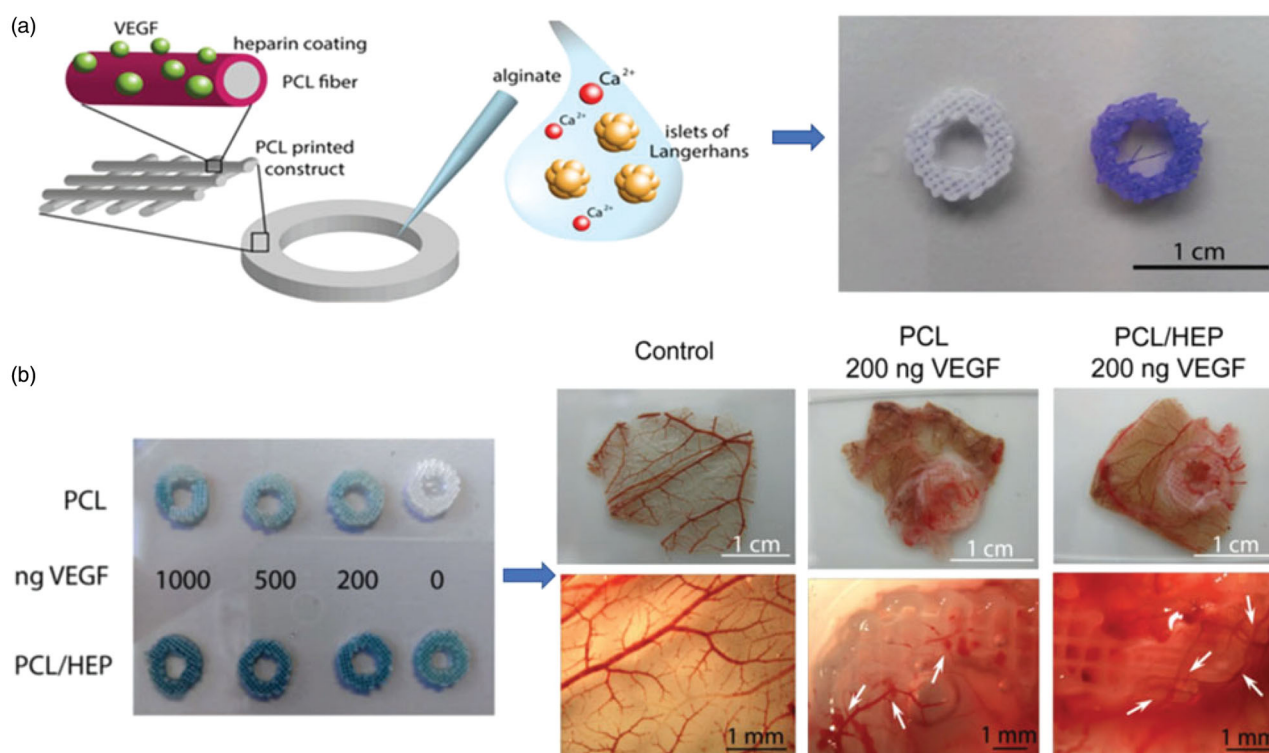 (a)
VEGF
heparin coating
PCL fiber
PCL printed
construct
alginate
Ca2+
Ca2+
islets of
Langerhans
Ca2+
1 cm
(b)
PCL
ng VEGF
1000 500 200 0
PCL/HEP
Control
PCL
200 ng VEGF
PCL/HEP
200 ng VEGF
1 cm
1 cm
1 cm
1 mm
1 mm
1 mm